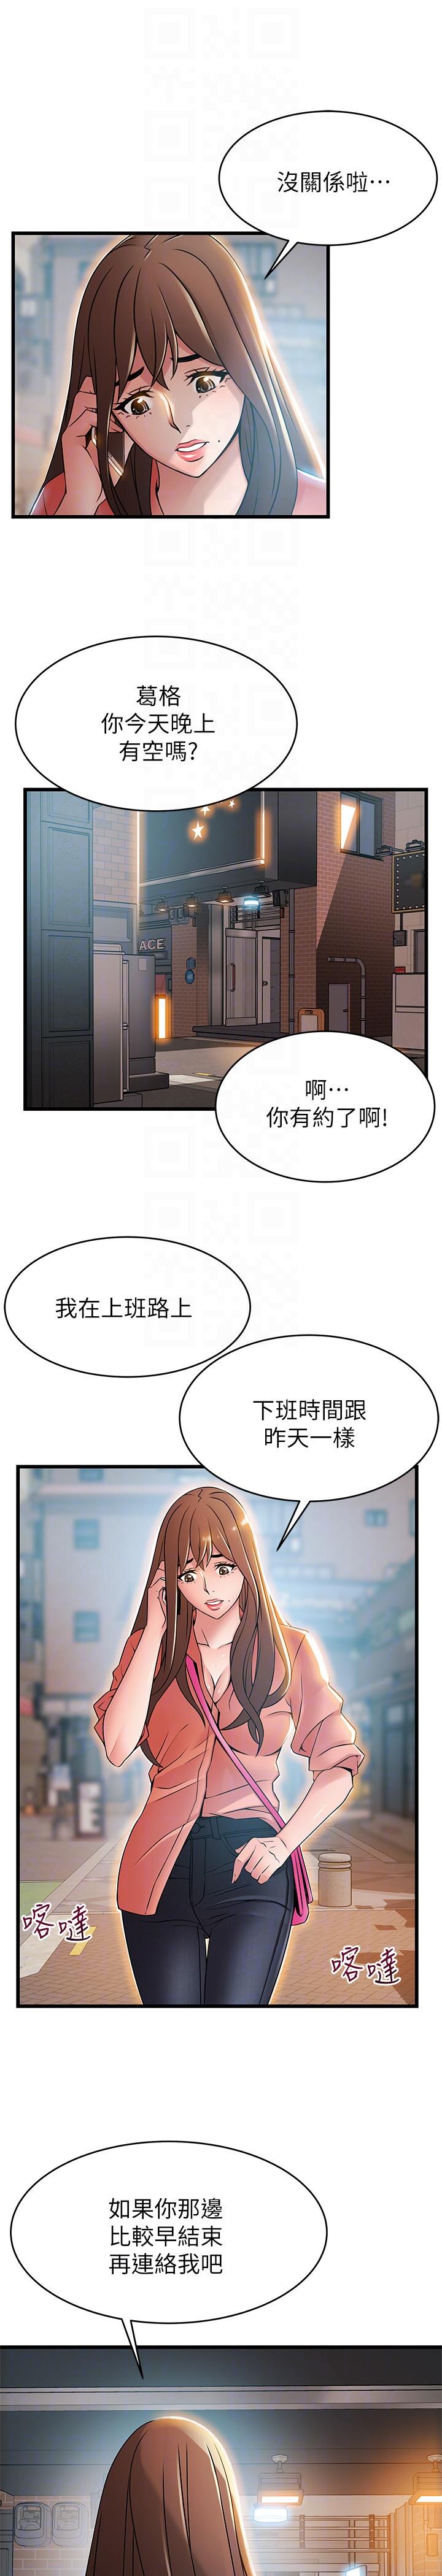 沒關係啦…
葛格
你今天晚上
有空嗎?
ACE
啊…
你有約了啊!
我在上班路上
下班時間跟
昨天一樣
喀噠
喀噠
如果你那邊
比較早結束
再連絡我吧